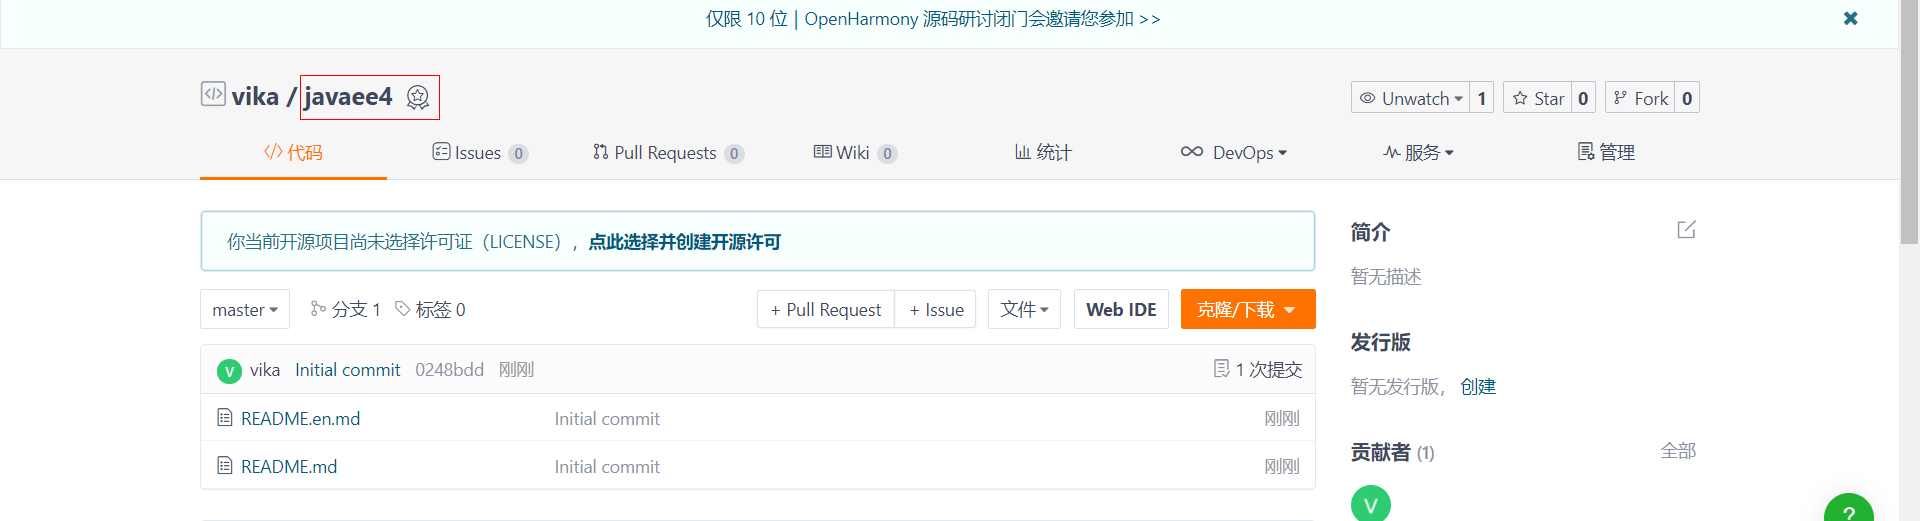 仅限 10 位 | OpenHarmony 源码研讨闭门会邀请您参加 >>
vika / javaee4
Unwatch 1 Star 0 Fork 0
代码 Issues 0 Pull Requests 0 Wiki 0 统计 DevOps 服务 管理
你当前开源项目尚未选择许可证（LICENSE），点此选择并创建开源许可
master 分支 1 标签 0 + Pull Request + Issue 文件 Web IDE 克隆/下载
V vika Initial commit 0248bdd 刚刚 1 次提交
README.en.md Initial commit 刚刚
README.md Initial commit 刚刚
简介
暂无描述
发行版
暂无发行版，创建
贡献者 (1) 全部
V
?